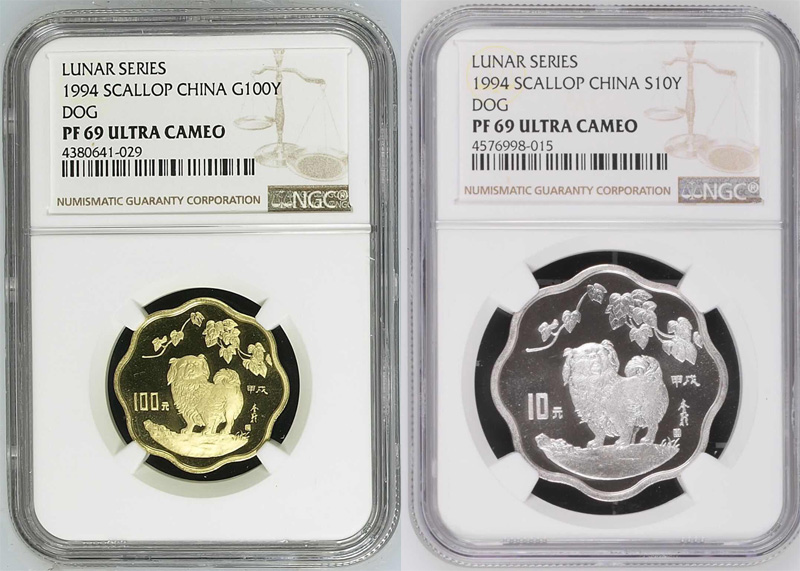 LUNAR SERIES
1994 SCALLOP CHINA G100Y
DOG
PF 69 ULTRA CAMEO
4380641-029
NUMISMATIC GUARANTY CORPORATION
NGC
100元
甲戌
LUNAR SERIES
1994 SCALLOP CHINA S10Y
DOG
PF 69 ULTRA CAMEO
4576998-015
NUMISMATIC GUARANTY CORPORATION
NGC®
10元
甲戌